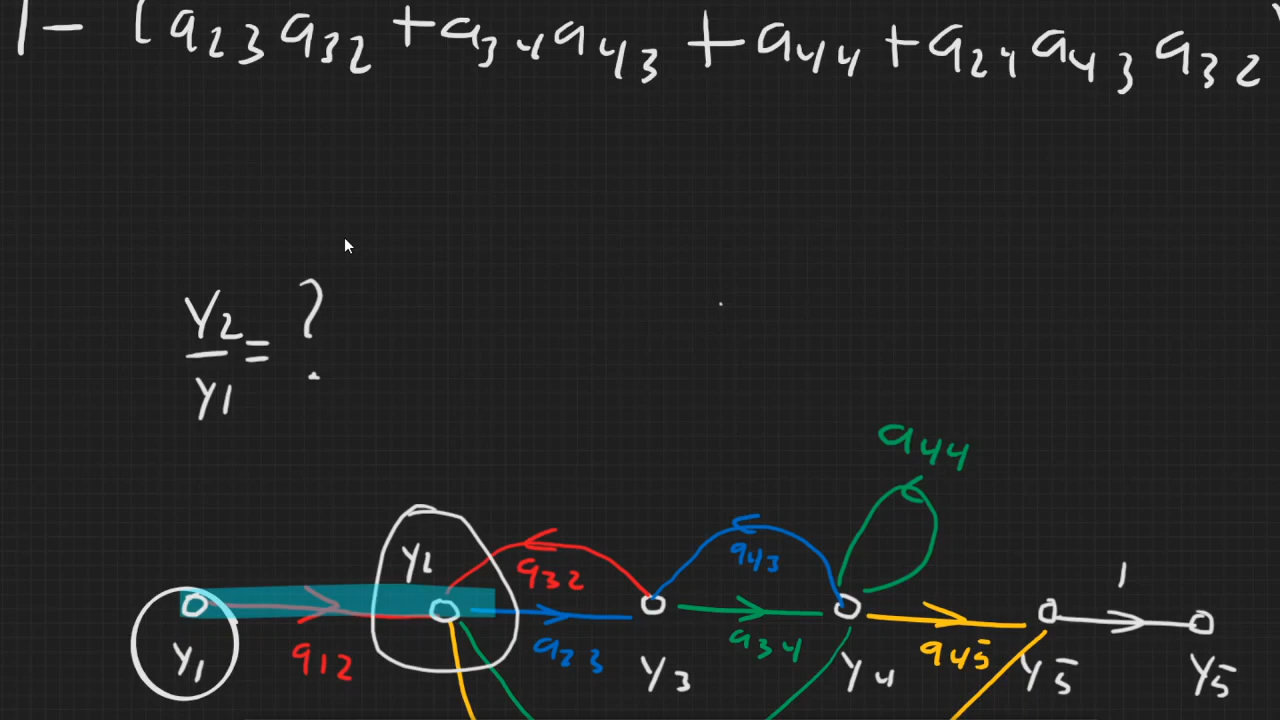 1 - (a23 a32 + a34 a43 + a44 + a24 a43 a32)
Y2
— = ?
Y1
a44
Y2
a32
a43
1
Y1
a12
a23
Y3
a34
Y4
a45
Y5
Y5